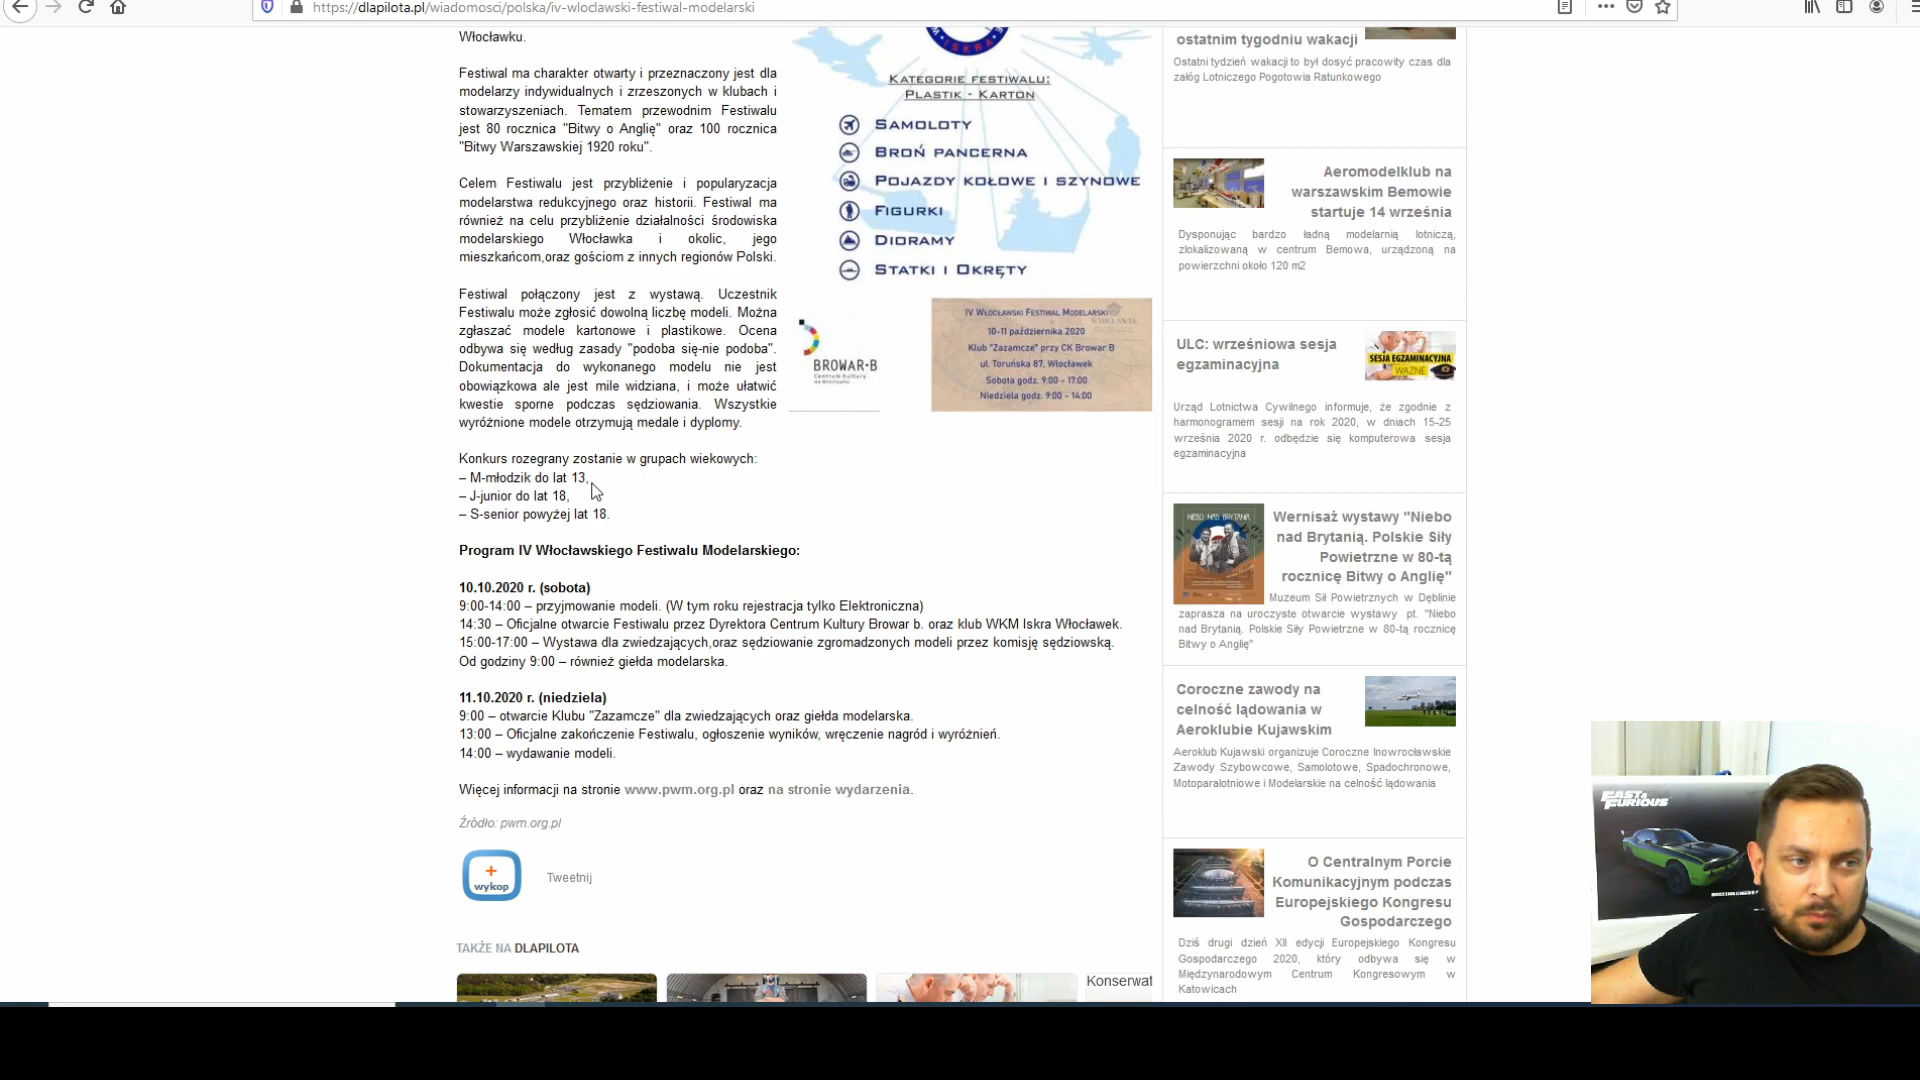 https://dlapilota.pl/wiadomosci/polska/iv-wloclawski-festiwal-modelarski
Włocławku.
Festiwal ma charakter otwarty i przeznaczony jest dla
modelarzy indywidualnych i zrzeszonych w klubach i
stowarzyszeniach. Tematem przewodnim Festiwalu
jest 80 rocznica "Bitwy o Anglię" oraz 100 rocznica
"Bitwy Warszawskiej 1920 roku".
Celem Festiwalu jest przybliżenie i popularyzacja
modelarstwa redukcyjnego oraz historii. Festiwal ma
również na celu przybliżenie działalności środowiska
modelarskiego Włocławka i okolic, jego
mieszkańcom,oraz gościom z innych regionów Polski.
Festiwal połączony jest z wystawą. Uczestnik
Festiwalu może zgłosić dowolną liczbę modeli. Można
zgłaszać modele kartonowe i plastikowe. Ocena
odbywa się według zasady "podoba się-nie podoba".
Dokumentacja do wykonanego modelu nie jest
obowiązkowa ale jest mile widziana, i może ułatwić
kwestie sporne podczas sędziowania. Wszystkie
wyróżnione modele otrzymują medale i dyplomy.
Konkurs rozegrany zostanie w grupach wiekowych:
– M-młodzik do lat 13,
– J-junior do lat 18,
– S-senior powyżej lat 18.
Program IV Włocławskiego Festiwalu Modelarskiego:
10.10.2020 r. (sobota)
9:00-14:00 – przyjmowanie modeli. (W tym roku rejestracja tylko Elektroniczna)
14:30 – Oficjalne otwarcie Festiwalu przez Dyrektora Centrum Kultury Browar b. oraz klub WKM Iskra Włocławek.
15:00-17:00 – Wystawa dla zwiedzających,oraz sędziowanie zgromadzonych modeli przez komisję sędziowską.
Od godziny 9:00 – również giełda modelarska.
11.10.2020 r. (niedziela)
9:00 – otwarcie Klubu "Zazamcze" dla zwiedzających oraz giełda modelarska.
13:00 – Oficjalne zakończenie Festiwalu, ogłoszenie wyników, wręczenie nagród i wyróżnień.
14:00 – wydawanie modeli.
Więcej informacji na stronie www.pwm.org.pl oraz na stronie wydarzenia.
Źródło: pwm.org.pl
+
wykop
Tweetnij
TAKŻE NA DLAPILOTA
Konserwat
ISKRA
Kategorie festiwalu:
Plastik - Karton
Samoloty
Broń pancerna
Pojazdy kołowe i szynowe
Figurki
Dioramy
Statki i Okręty
BROWAR·B
Centrum Kultury
we Włocławku
IV Włocławski Festiwal Modelarski
10-11 października 2020
Klub "Zazamcze" przy CK Browar B
ul. Toruńska 87, Włocławek
Sobota godz. 9:00 - 17:00
Niedziela godz. 9:00 - 14:00
ostatnim tygodniu wakacji
Ostatni tydzień wakacji to był dosyć pracowity czas dla
załóg Lotniczego Pogotowia Ratunkowego
Aeromodelklub na
warszawskim Bemowie
startuje 14 września
Dysponując bardzo ładną modelarnią lotniczą,
zlokalizowaną w centrum Bemowa, urządzoną na
powierzchni około 120 m2
ULC: wrześniowa sesja
egzaminacyjna
SESJA EGZAMINACYJNA
WAŻNE
Urząd Lotnictwa Cywilnego informuje, że zgodnie z
harmonogramem sesji na rok 2020, w dniach 15-25
września 2020 r. odbędzie się komputerowa sesja
egzaminacyjna
NIEBO NAD BRYTANIĄ
Wernisaż wystawy "Niebo
nad Brytanią. Polskie Siły
Powietrzne w 80-tą
rocznicę Bitwy o Anglię"
Muzeum Sił Powietrznych w Dęblinie
zaprasza na uroczyste otwarcie wystawy pt. "Niebo
nad Brytanią. Polskie Siły Powietrzne w 80-tą rocznicę
Bitwy o Anglię"
Coroczne zawody na
celność lądowania w
Aeroklubie Kujawskim
Aeroklub Kujawski organizuje Coroczne Inowrocławskie
Zawody Szybowcowe, Samolotowe, Spadochronowe,
Motoparalotniowe i Modelarskie na celność lądowania
O Centralnym Porcie
Komunikacyjnym podczas
Europejskiego Kongresu
Gospodarczego
Dziś drugi dzień XII edycji Europejskiego Kongresu
Gospodarczego 2020, który odbywa się w
Międzynarodowym Centrum Kongresowym w
Katowicach
FAST&
FURIOUS